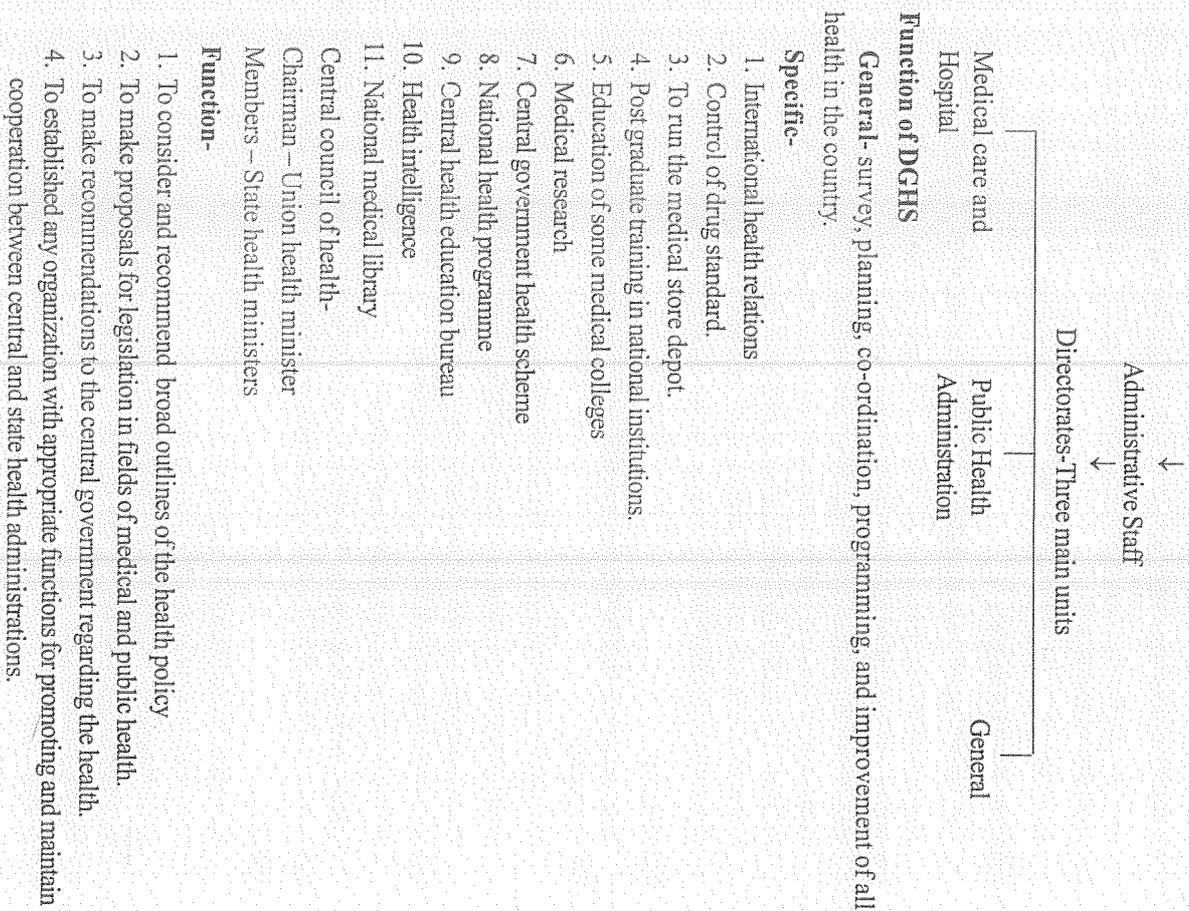 ↓
Administrative Staff
↓
Directorates-Three main units
Medical care and Hospital
Public Health Administration
General
Function of DGHS
General- survey, planning, co-ordination, programming, and improvement of all
health in the country.
Specific-
1. International health relations
2. Control of drug standard.
3. To run the medical store depot.
4. Post graduate training in national institutions.
5. Education of some medical colleges
6. Medical research
7. Central government health scheme
8. National health programme
9. Central health education bureau
10. Health intelligence
11. National medical library
Central council of health-
Chairman – Union health minister
Members – State health ministers
Function-
1. To consider and recommend broad outlines of the health policy
2. To make proposals for legislation in fields of medical and public health.
3. To make recommendations to the central government regarding the health.
4. To established any organization with appropriate functions for promoting and maintain
cooperation between central and state health administrations.